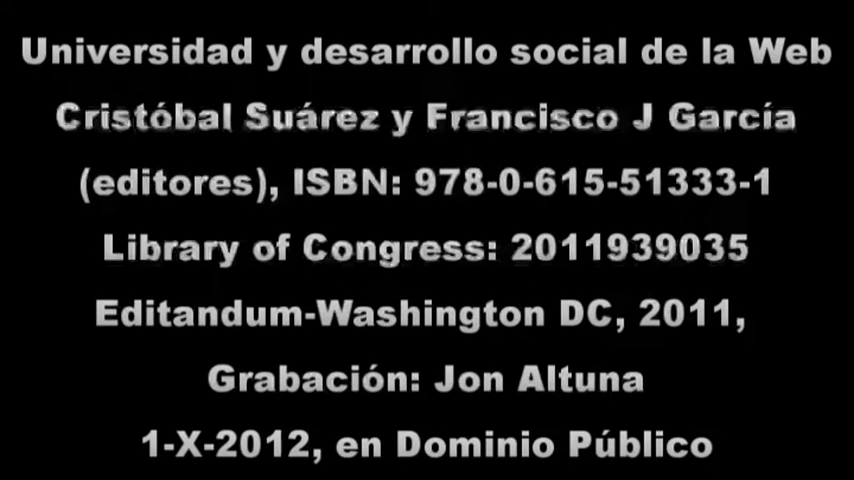 Universidad y desarrollo social de la Web
Cristóbal Suárez y Francisco J García
(editores), ISBN: 978-0-615-51333-1
Library of Congress: 2011939035
Editandum-Washington DC, 2011,
Grabación: Jon Altuna
1-X-2012, en Dominio Público